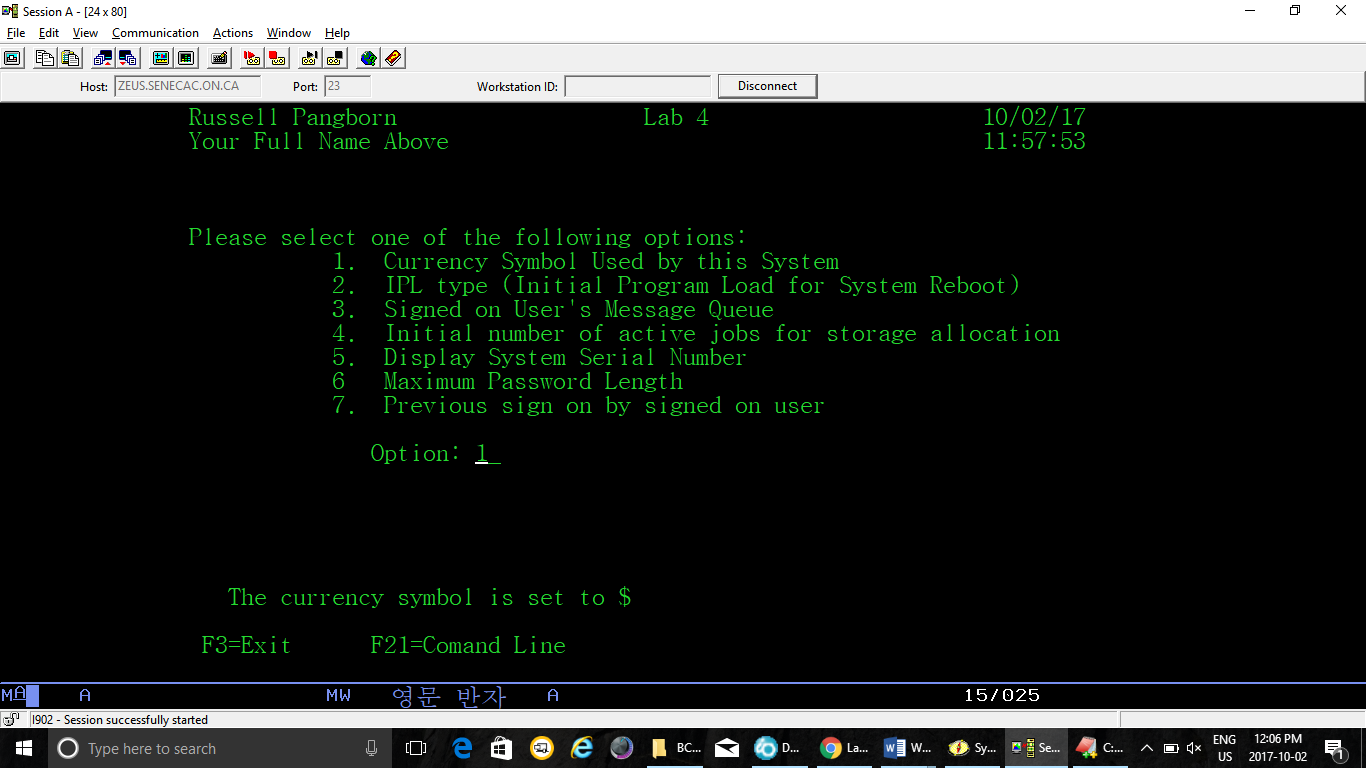 Session A - [24 x 80]
File Edit View Communication Actions Window Help
Host: ZEUS.SENECAC.ON.CA Port: 23 Workstation ID: Disconnect
Russell Pangborn Lab 4 10/02/17
Your Full Name Above 11:57:53
Please select one of the following options:
1. Currency Symbol Used by this System
2. IPL type (Initial Program Load for System Reboot)
3. Signed on User's Message Queue
4. Initial number of active jobs for storage allocation
5. Display System Serial Number
6 Maximum Password Length
7. Previous sign on by signed on user
Option: 1
The currency symbol is set to $
F3=Exit F21=Comand Line
MA A MW 영문 반자 A 15/025
I902 - Session successfully started
Type here to search BC... D... La... W... Sy... Se... C:... ENG 12:06 PM
US 2017-10-02 1